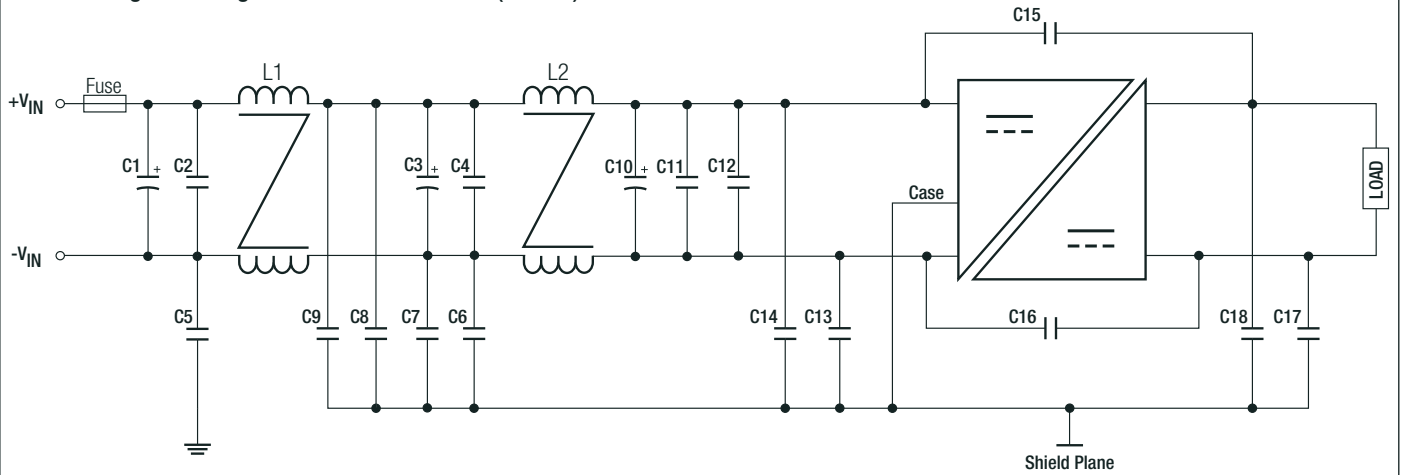 C15
L1
L2
Fuse
+VIN
C1 +
C2
C3 +
C4
C10 +
C11
C12
Case
LOAD
-VIN
C5
C9
C8
C7
C6
C14
C13
C16
C18
C17
Shield Plane